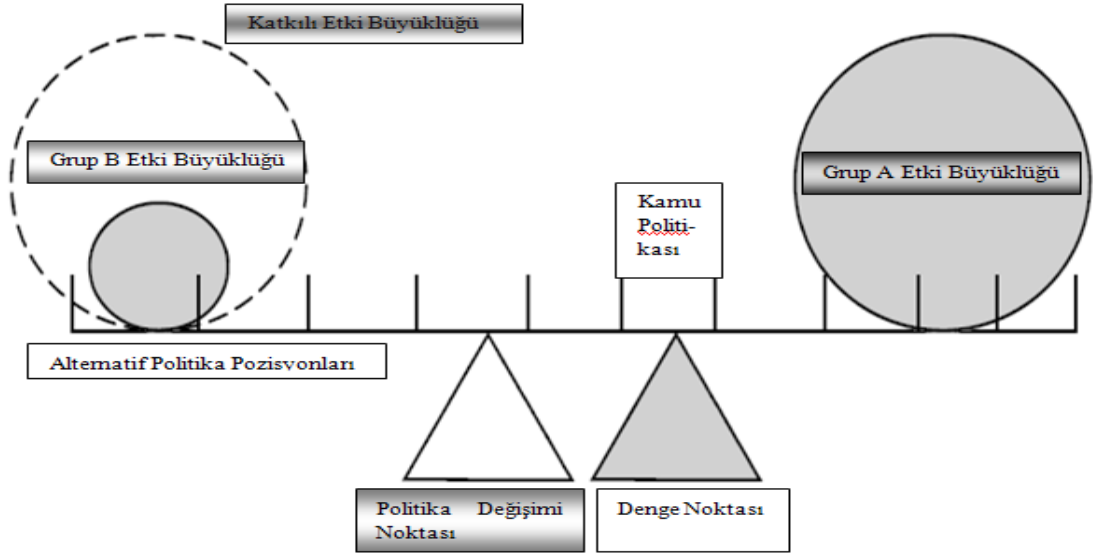 Katkılı Etki Büyüklüğü
Grup B Etki Büyüklüğü
Grup A Etki Büyüklüğü
Kamu
Politi-
kası
Alternatif Politika Pozisyonları
Politika Değişimi
Noktası
Denge Noktası